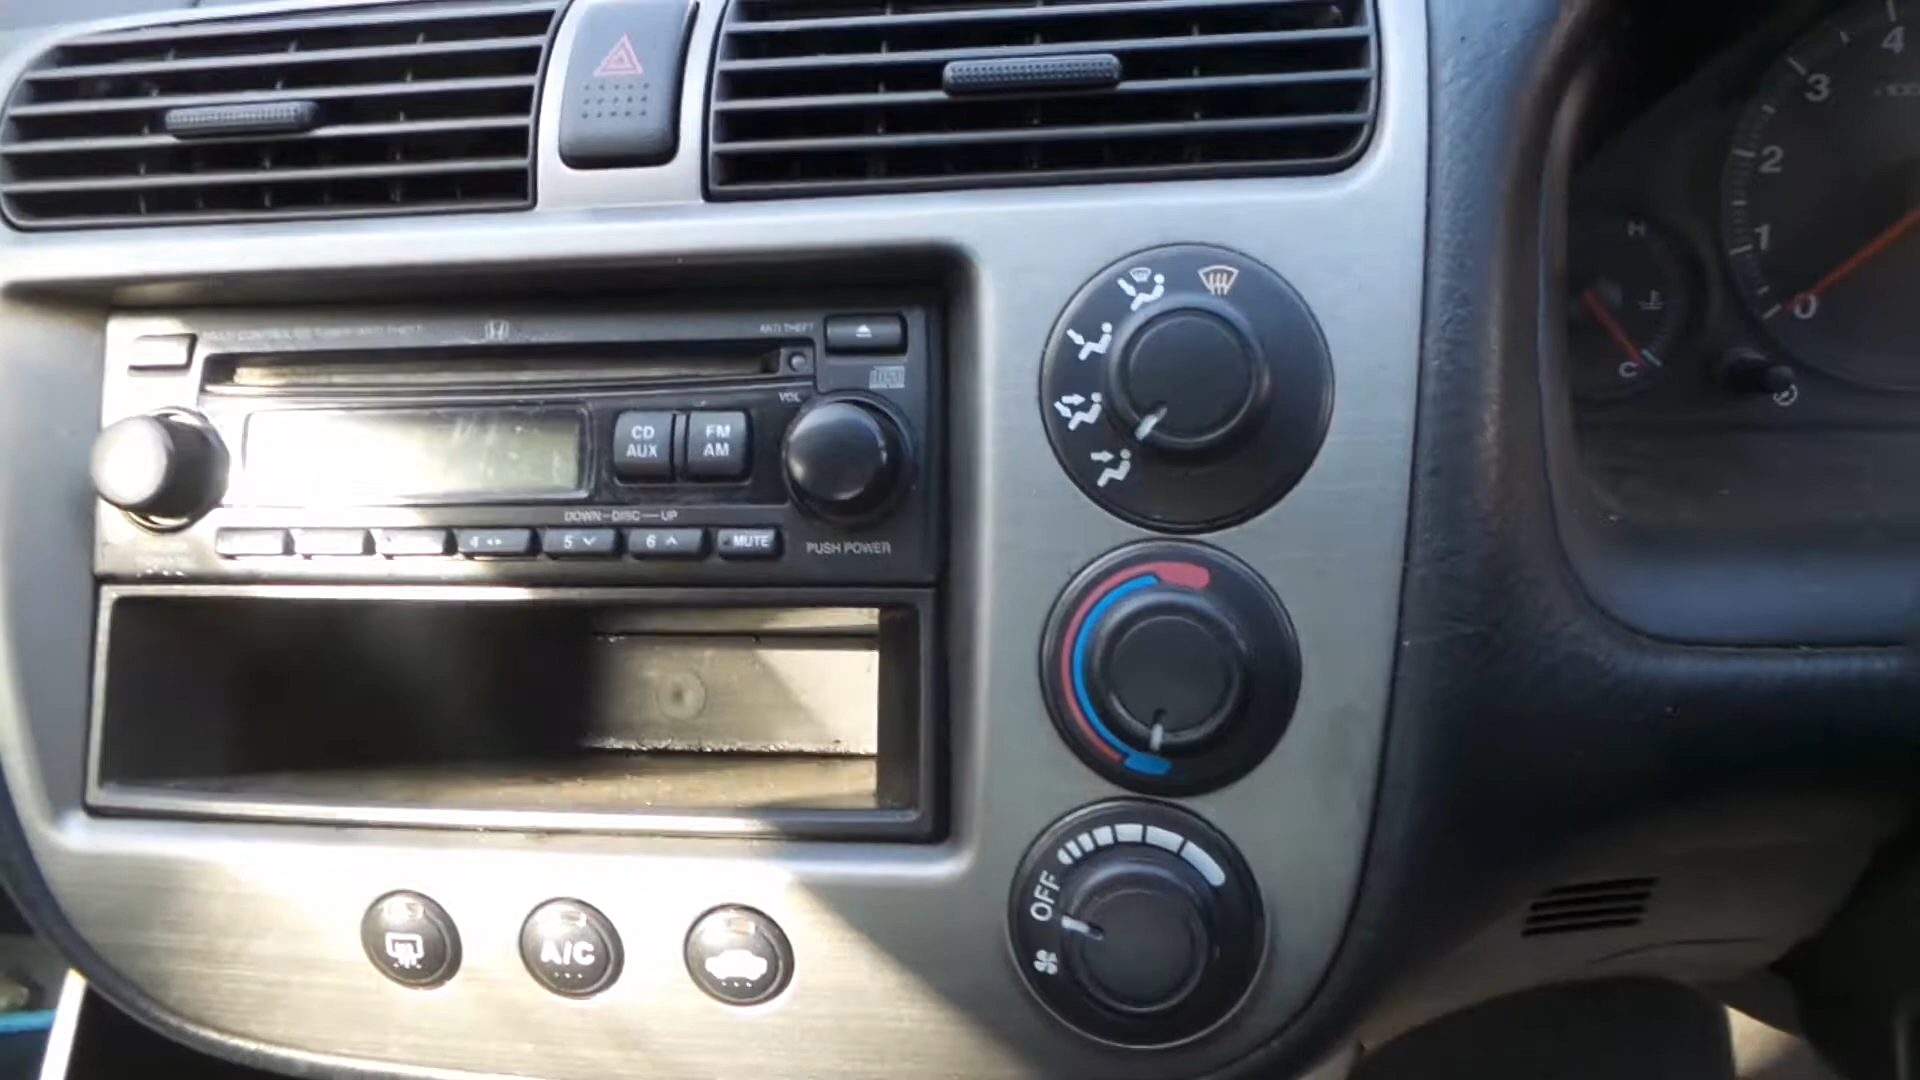 ANTI THEFT
VOL
CD
AUX
FM
AM
DOWN-DISC-UP
4
5
6
MUTE
PUSH POWER
OFF
A/C
H
C
4
3
2
1
0